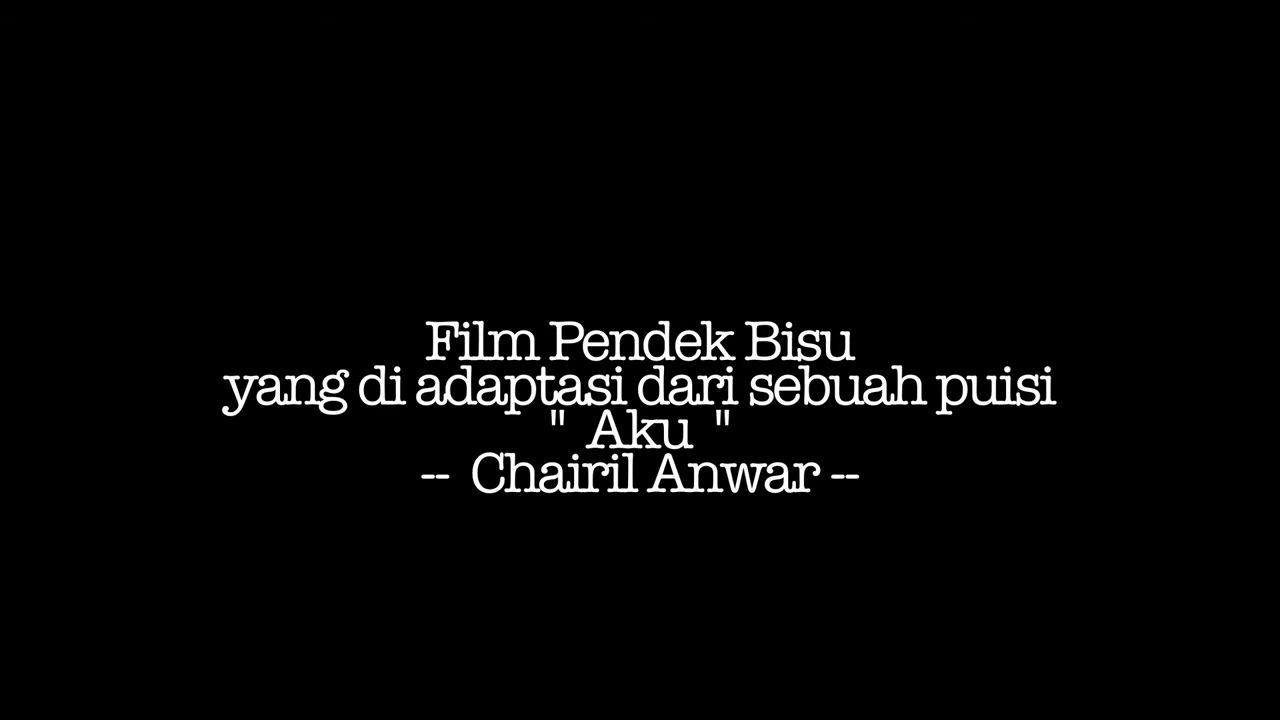 Film Pendek Bisu
yang di adaptasi dari sebuah puisi
" Aku "
-- Chairil Anwar --